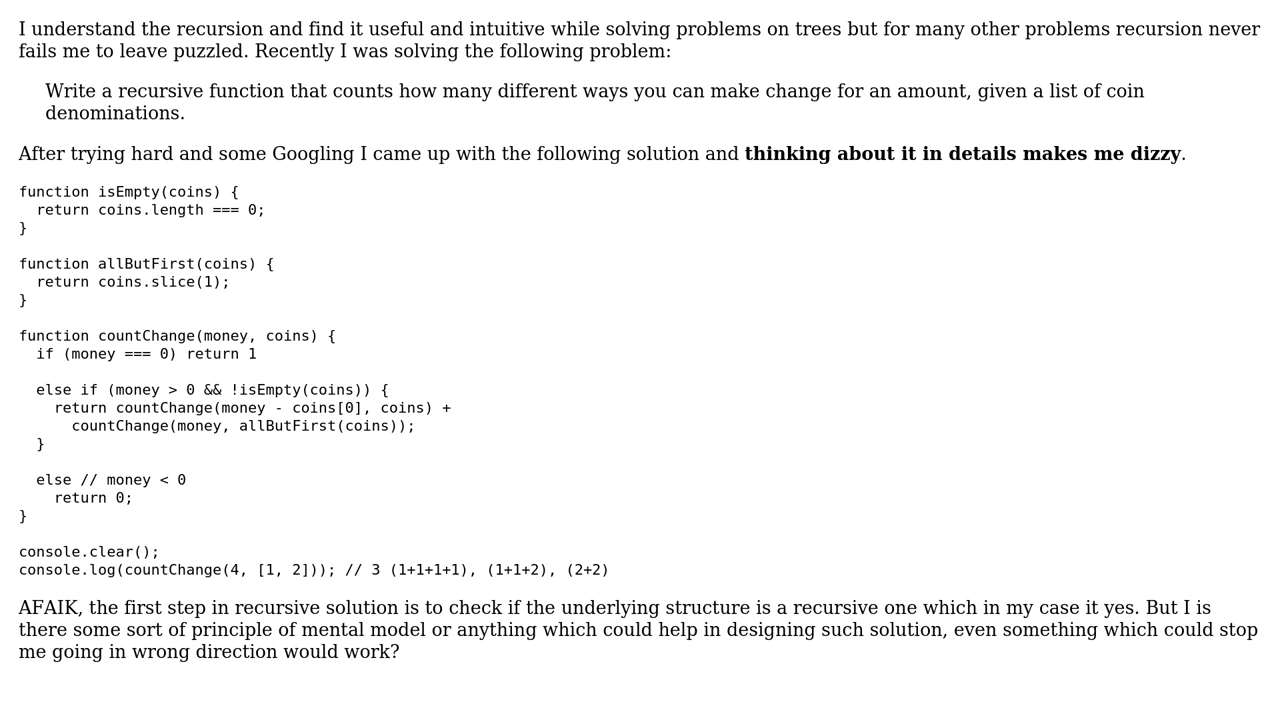 I understand the recursion and find it useful and intuitive while solving problems on trees but for many other problems recursion never
fails me to leave puzzled. Recently I was solving the following problem:
Write a recursive function that counts how many different ways you can make change for an amount, given a list of coin
denominations.
After trying hard and some Googling I came up with the following solution and thinking about it in details makes me dizzy.
function isEmpty(coins) {
  return coins.length === 0;
}
function allButFirst(coins) {
  return coins.slice(1);
}
function countChange(money, coins) {
  if (money === 0) return 1
  else if (money > 0 && !isEmpty(coins)) {
    return countChange(money - coins[0], coins) +
      countChange(money, allButFirst(coins));
  }
  else // money < 0
    return 0;
}
console.clear();
console.log(countChange(4, [1, 2])); // 3 (1+1+1+1), (1+1+2), (2+2)
AFAIK, the first step in recursive solution is to check if the underlying structure is a recursive one which in my case it yes. But I is
there some sort of principle of mental model or anything which could help in designing such solution, even something which could stop
me going in wrong direction would work?